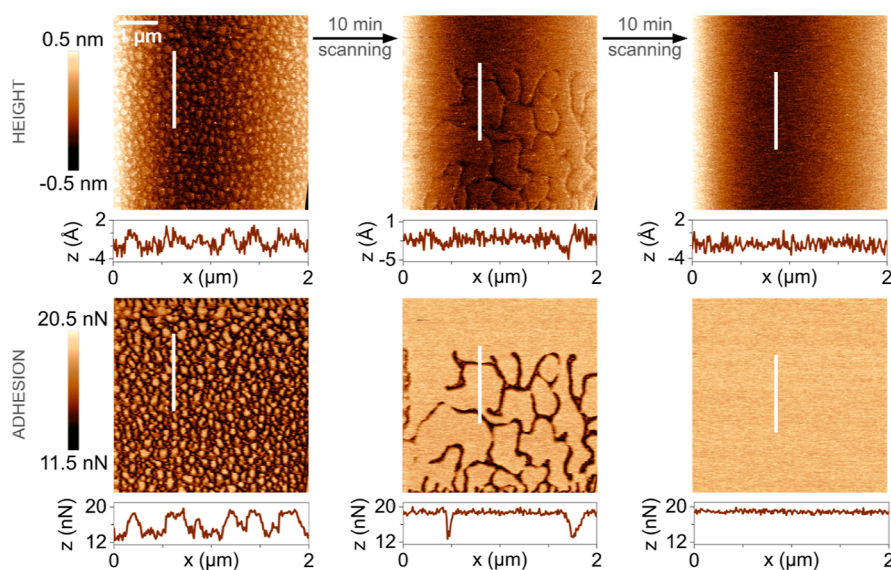 10 min
scanning
10 min
scanning
0.5 nm
1 µm
HEIGHT
-0.5 nm
z (Å)
2
-4
0
x (µm)
2
z (Å)
1
-5
0
x (µm)
2
z (Å)
2
-4
0
x (µm)
2
20.5 nN
ADHESION
11.5 nN
z (nN)
20
12
0
x (µm)
2
z (nN)
20
12
0
x (µm)
2
z (nN)
20
12
0
x (µm)
2